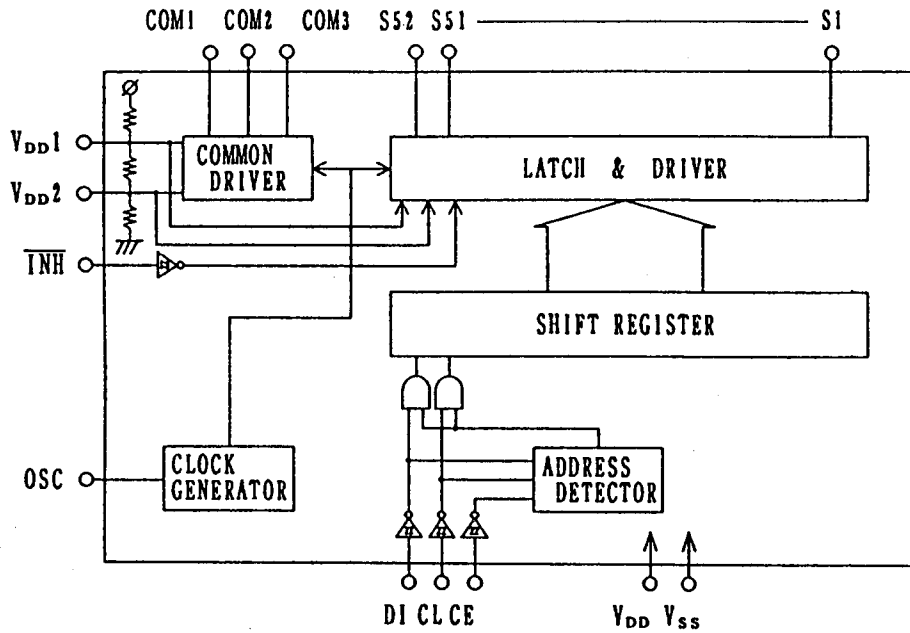 COM1 COM2 COM3 S52 S51 S1
VDD1
COMMON DRIVER
LATCH & DRIVER
VDD2
INH
SHIFT REGISTER
OSC
CLOCK GENERATOR
ADDRESS DETECTOR
DI CL CE VDD VSS